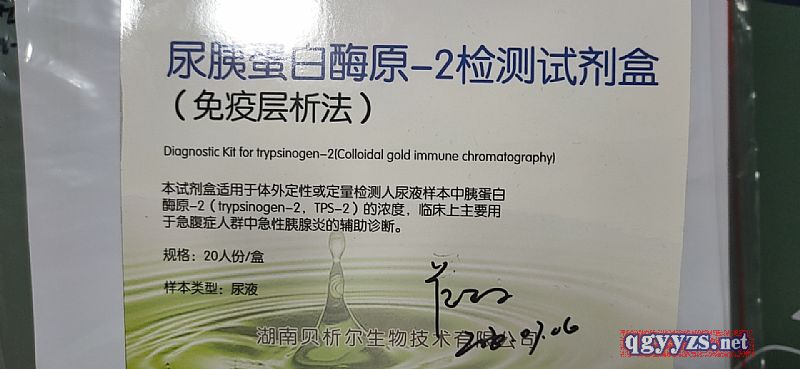 尿胰蛋白酶原-2检测试剂盒
（免疫层析法）
Diagnostic Kit for trypsinogen-2(Colloidal gold immune chromatography)
本试剂盒适用于体外定性或定量检测人尿液样本中胰蛋白
酶原-2（trypsinogen-2，TPS-2）的浓度，临床上主要用
于急腹症人群中急性胰腺炎的辅助诊断。
规格：20人份/盒
样本类型：尿液
湖南贝析尔生物技术有限公司
qgyyzs.net